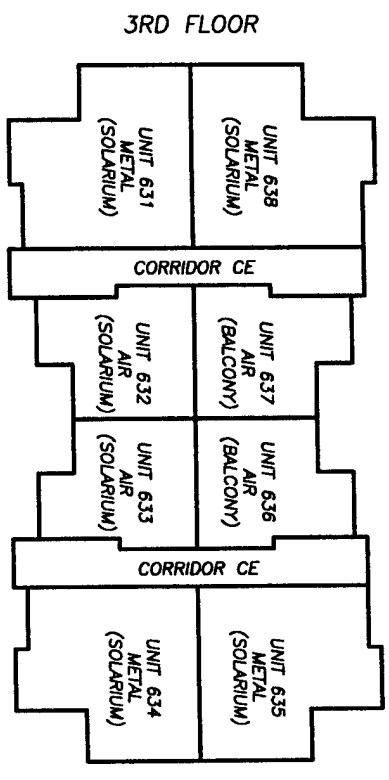 3RD FLOOR
UNIT 631
METAL
(SOLARIUM)
UNIT 638
METAL
(SOLARIUM)
CORRIDOR CE
UNIT 632
AIR
(SOLARIUM)
UNIT 637
AIR
(BALCONY)
UNIT 633
AIR
(SOLARIUM)
UNIT 636
AIR
(BALCONY)
CORRIDOR CE
UNIT 634
METAL
(SOLARIUM)
UNIT 635
METAL
(SOLARIUM)